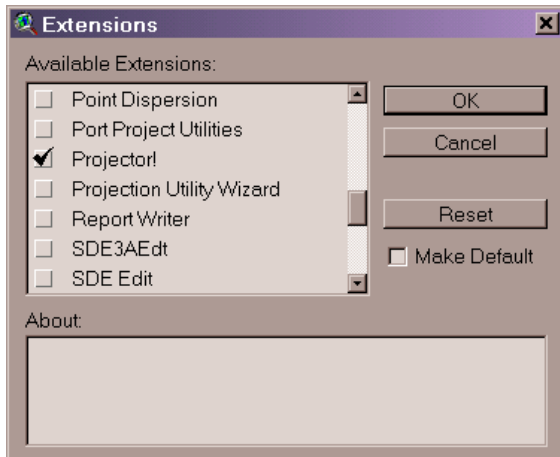 Extensions
Available Extensions:
Point Dispersion
Port Project Utilities
Projector!
Projection Utility Wizard
Report Writer
SDE3AEdt
SDE Edit
OK
Cancel
Reset
Make Default
About: